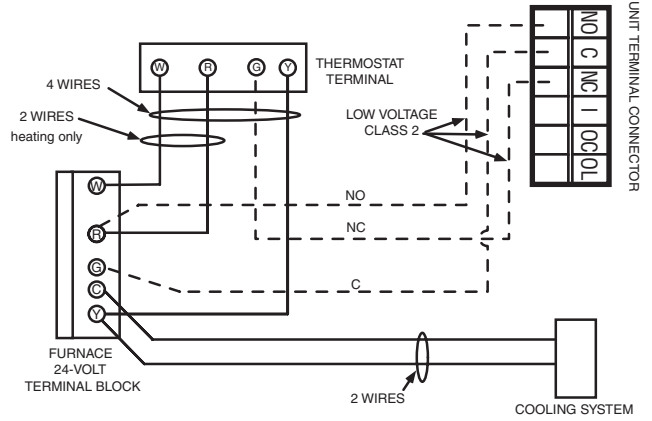 NO
C
NC
I
OC
OL
UNIT TERMINAL CONNECTOR
W
R
G
Y
THERMOSTAT
TERMINAL
4 WIRES
2 WIRES
heating only
LOW VOLTAGE
CLASS 2
W
R
G
C
Y
NO
NC
C
FURNACE
24-VOLT
TERMINAL BLOCK
2 WIRES
COOLING SYSTEM